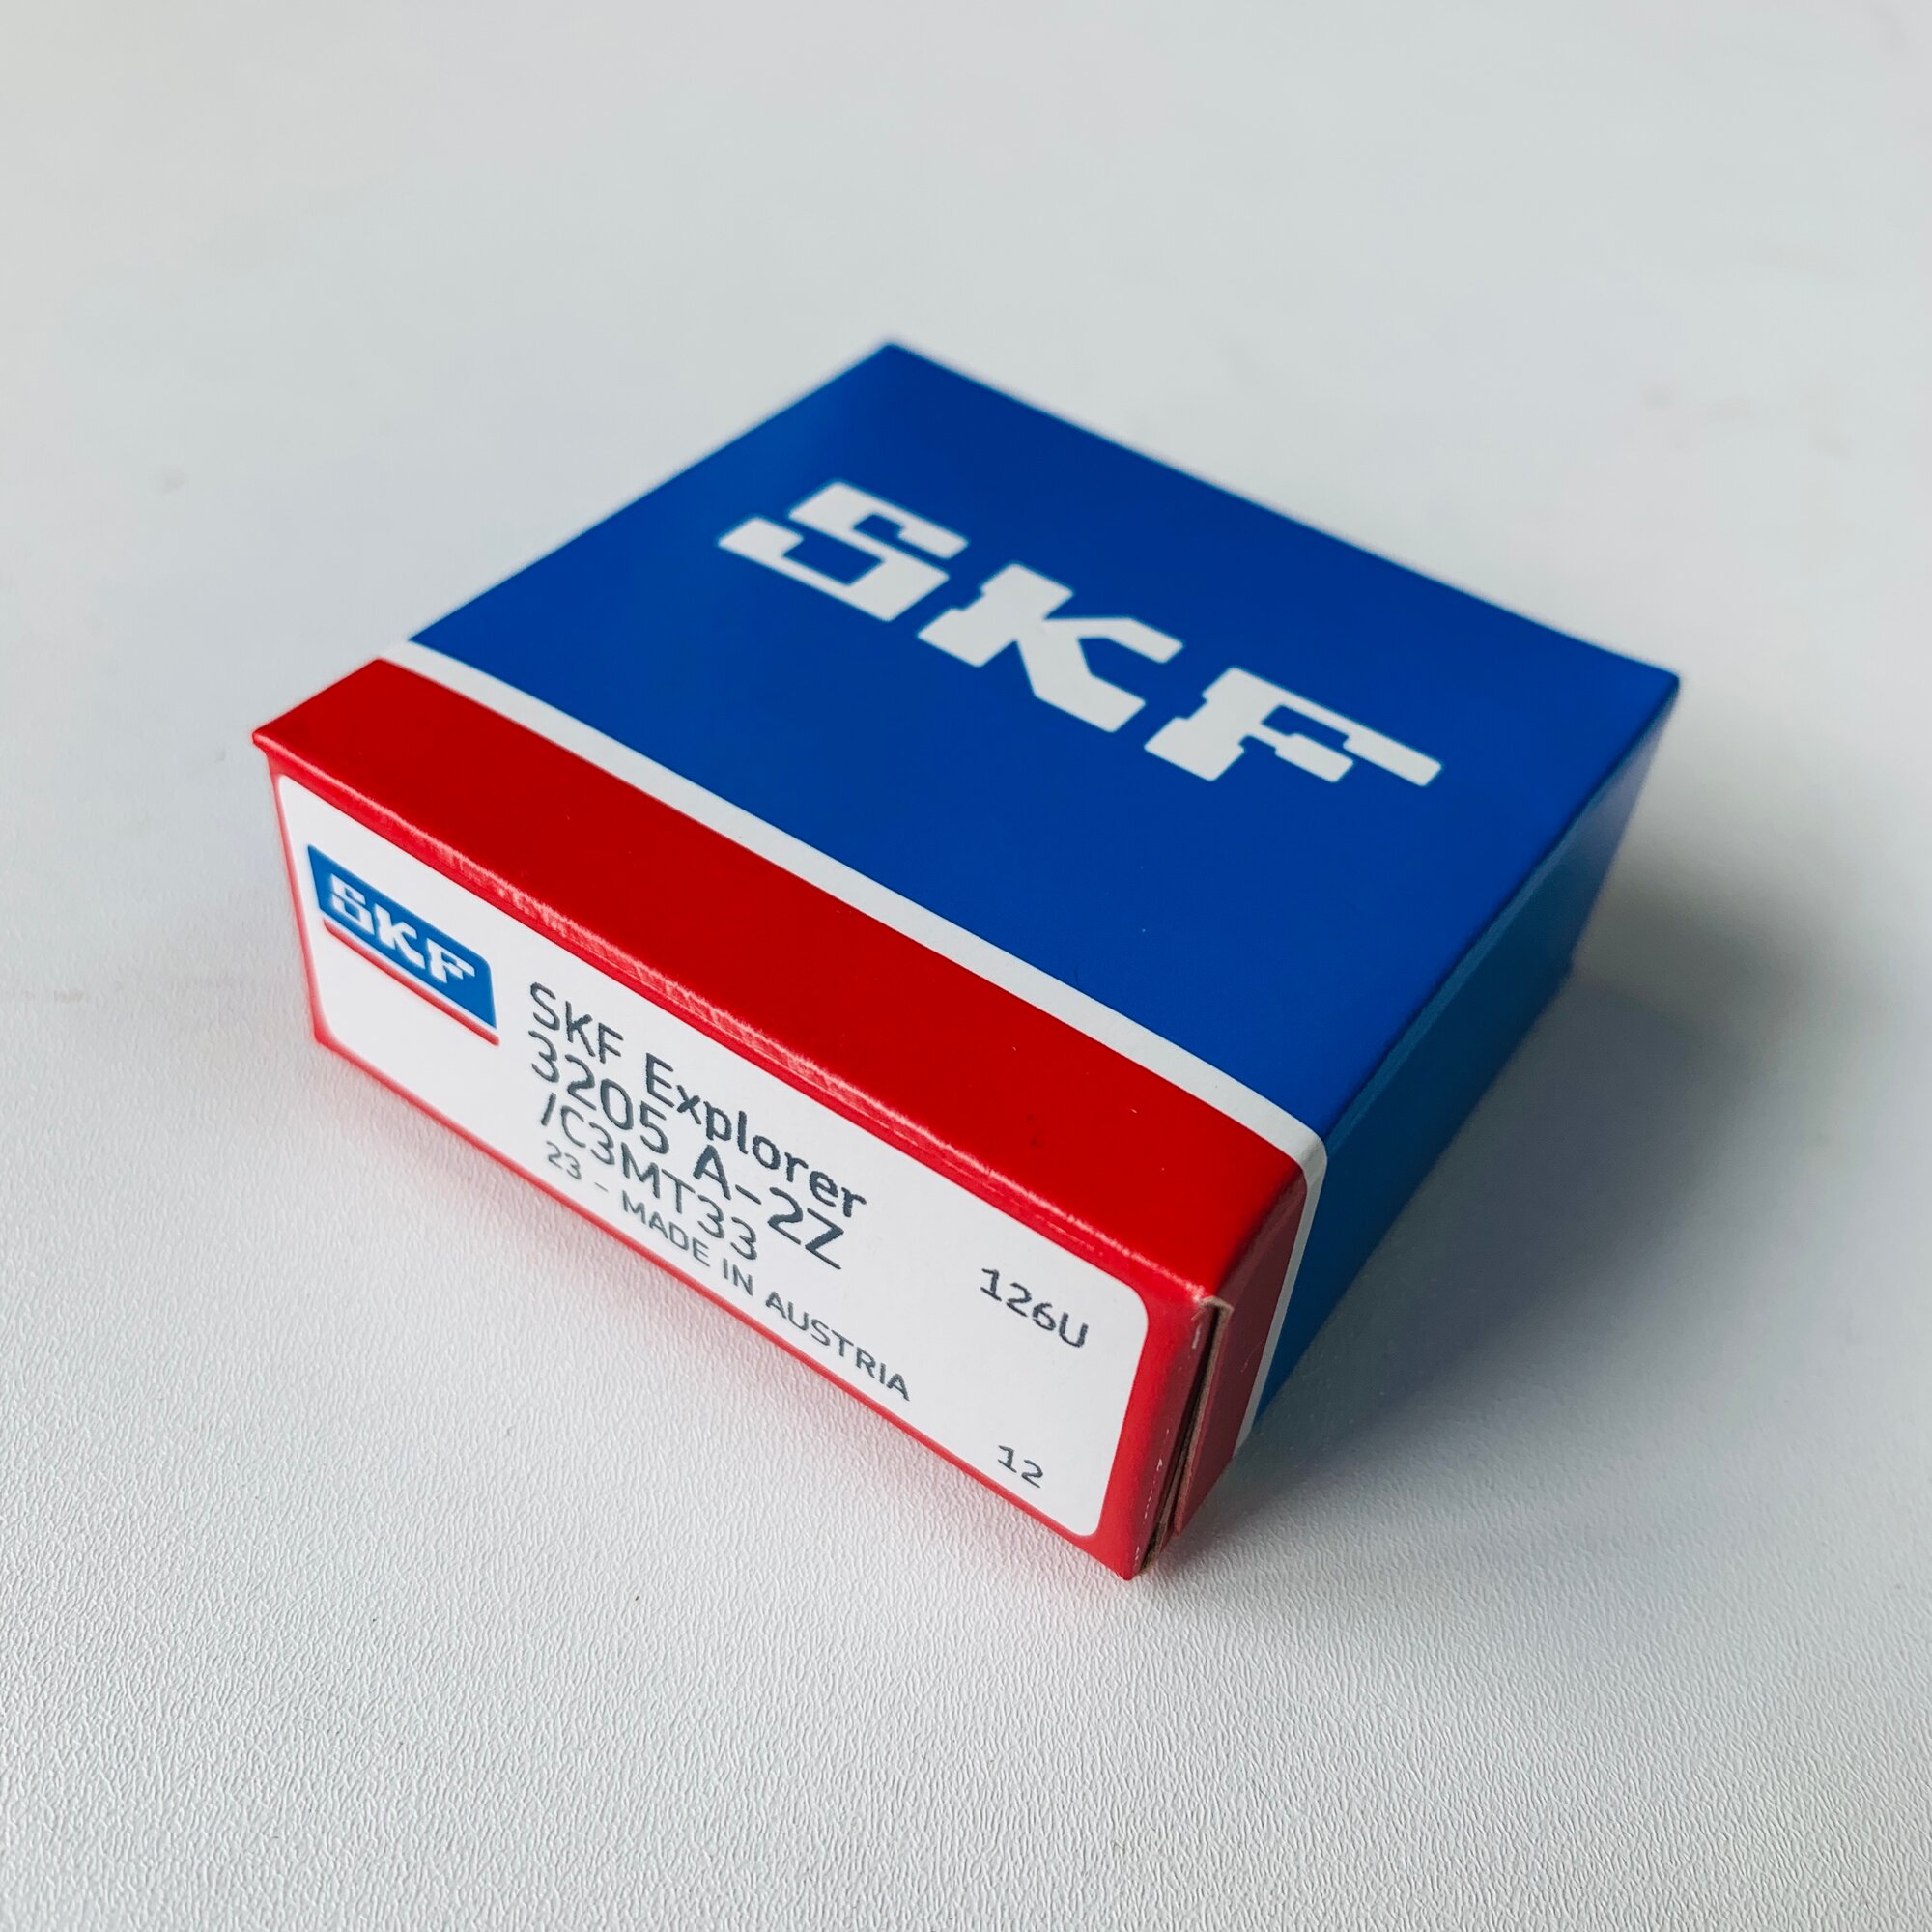 SKF
SKF
SKF Explorer
3205 A-2Z
/C3MT33
23 - MADE IN AUSTRIA
126U
12